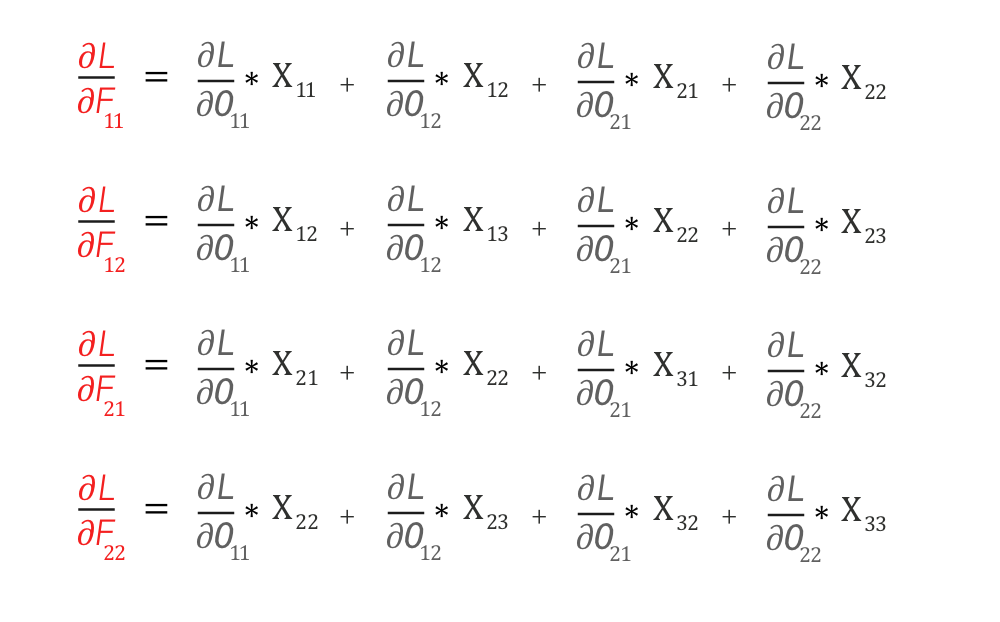 ∂L/∂F₁₁ = ∂L/∂O₁₁ * X₁₁ + ∂L/∂O₁₂ * X₁₂ + ∂L/∂O₂₁ * X₂₁ + ∂L/∂O₂₂ * X₂₂
∂L/∂F₁₂ = ∂L/∂O₁₁ * X₁₂ + ∂L/∂O₁₂ * X₁₃ + ∂L/∂O₂₁ * X₂₂ + ∂L/∂O₂₂ * X₂₃
∂L/∂F₂₁ = ∂L/∂O₁₁ * X₂₁ + ∂L/∂O₁₂ * X₂₂ + ∂L/∂O₂₁ * X₃₁ + ∂L/∂O₂₂ * X₃₂
∂L/∂F₂₂ = ∂L/∂O₁₁ * X₂₂ + ∂L/∂O₁₂ * X₂₃ + ∂L/∂O₂₁ * X₃₂ + ∂L/∂O₂₂ * X₃₃